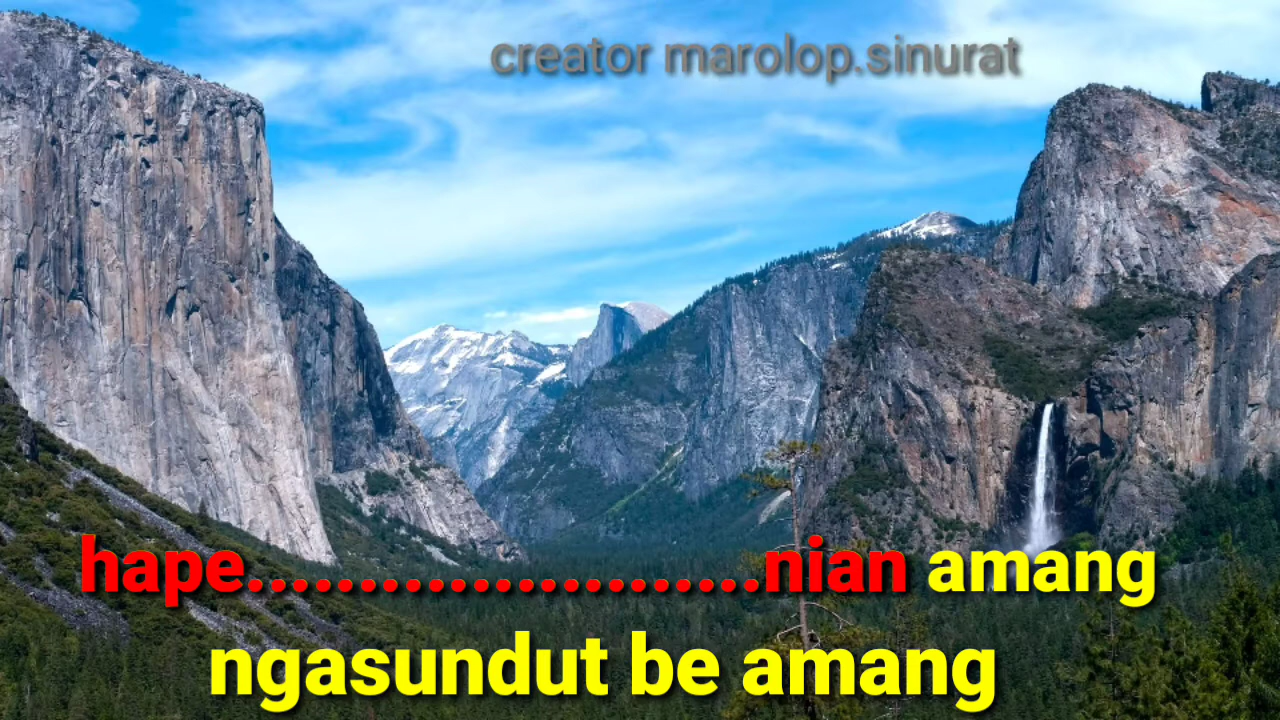 creator marolop.sinurat
hape.......................nian amang
ngasundut be amang